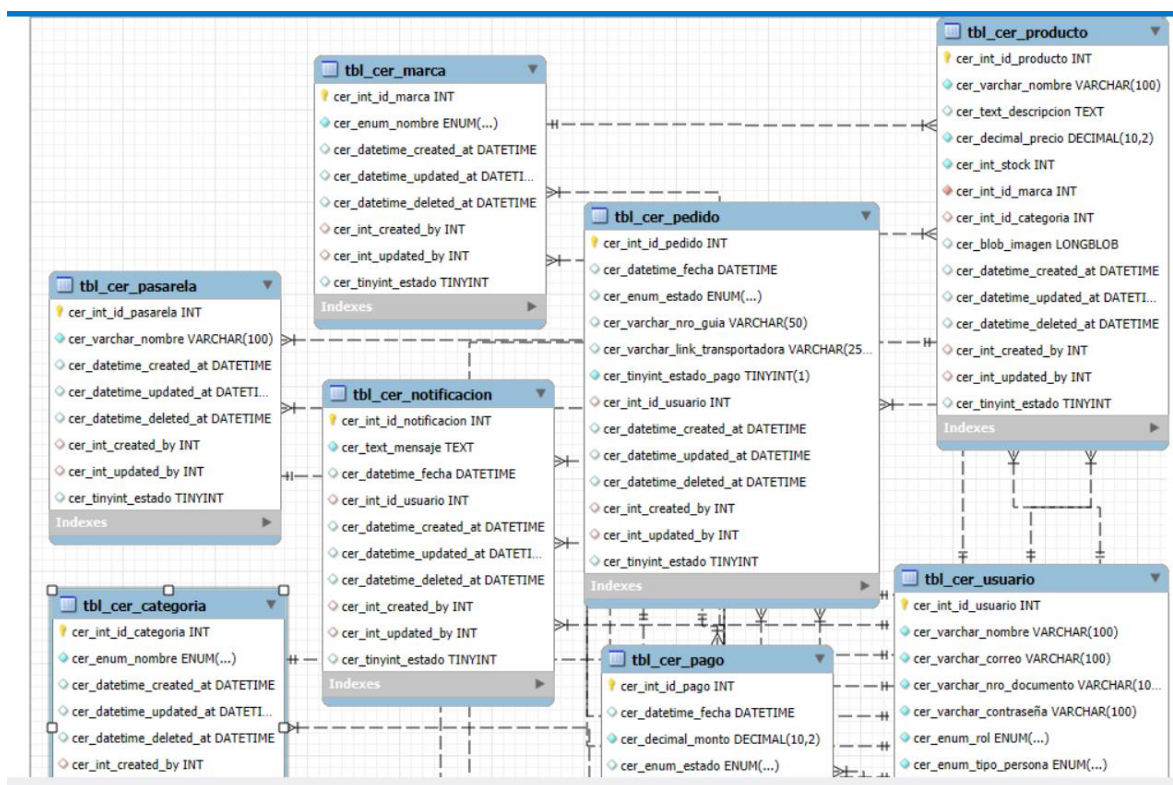 tbl_cer_marca
cer_int_id_marca INT
cer_enum_nombre ENUM(...)
cer_datetime_created_at DATETIME
cer_datetime_updated_at DATETI...
cer_datetime_deleted_at DATETIME
cer_int_created_by INT
cer_int_updated_by INT
cer_tinyint_estado TINYINT
Indexes
tbl_cer_producto
cer_int_id_producto INT
cer_varchar_nombre VARCHAR(100)
cer_text_descripcion TEXT
cer_decimal_precio DECIMAL(10,2)
cer_int_stock INT
cer_int_id_marca INT
cer_int_id_categoria INT
cer_blob_imagen LONGBLOB
cer_datetime_created_at DATETIME
cer_datetime_updated_at DATETI...
cer_datetime_deleted_at DATETIME
cer_int_created_by INT
cer_int_updated_by INT
cer_tinyint_estado TINYINT
Indexes
tbl_cer_pedido
cer_int_id_pedido INT
cer_datetime_fecha DATETIME
cer_enum_estado ENUM(...)
cer_varchar_nro_guia VARCHAR(50)
cer_varchar_link_transportadora VARCHAR(25...
cer_tinyint_estado_pago TINYINT(1)
cer_int_id_usuario INT
cer_datetime_created_at DATETIME
cer_datetime_updated_at DATETIME
cer_datetime_deleted_at DATETIME
cer_int_created_by INT
cer_int_updated_by INT
cer_tinyint_estado TINYINT
Indexes
tbl_cer_pasarela
cer_int_id_pasarela INT
cer_varchar_nombre VARCHAR(100)
cer_datetime_created_at DATETIME
cer_datetime_updated_at DATETI...
cer_datetime_deleted_at DATETIME
cer_int_created_by INT
cer_int_updated_by INT
cer_tinyint_estado TINYINT
Indexes
tbl_cer_notificacion
cer_int_id_notificacion INT
cer_text_mensaje TEXT
cer_datetime_fecha DATETIME
cer_int_id_usuario INT
cer_datetime_created_at DATETIME
cer_datetime_updated_at DATETI...
cer_datetime_deleted_at DATETIME
cer_int_created_by INT
cer_int_updated_by INT
cer_tinyint_estado TINYINT
Indexes
tbl_cer_categoria
cer_int_id_categoria INT
cer_enum_nombre ENUM(...)
cer_datetime_created_at DATETIME
cer_datetime_updated_at DATETI...
cer_datetime_deleted_at DATETIME
cer_int_created_by INT
tbl_cer_pago
cer_int_id_pago INT
cer_datetime_fecha DATETIME
cer_decimal_monto DECIMAL(10,2)
cer_enum_estado ENUM(...)
tbl_cer_usuario
cer_int_id_usuario INT
cer_varchar_nombre VARCHAR(100)
cer_varchar_correo VARCHAR(100)
cer_varchar_nro_documento VARCHAR(10...
cer_varchar_contraseña VARCHAR(100)
cer_enum_rol ENUM(...)
cer_enum_tipo_persona ENUM(...)